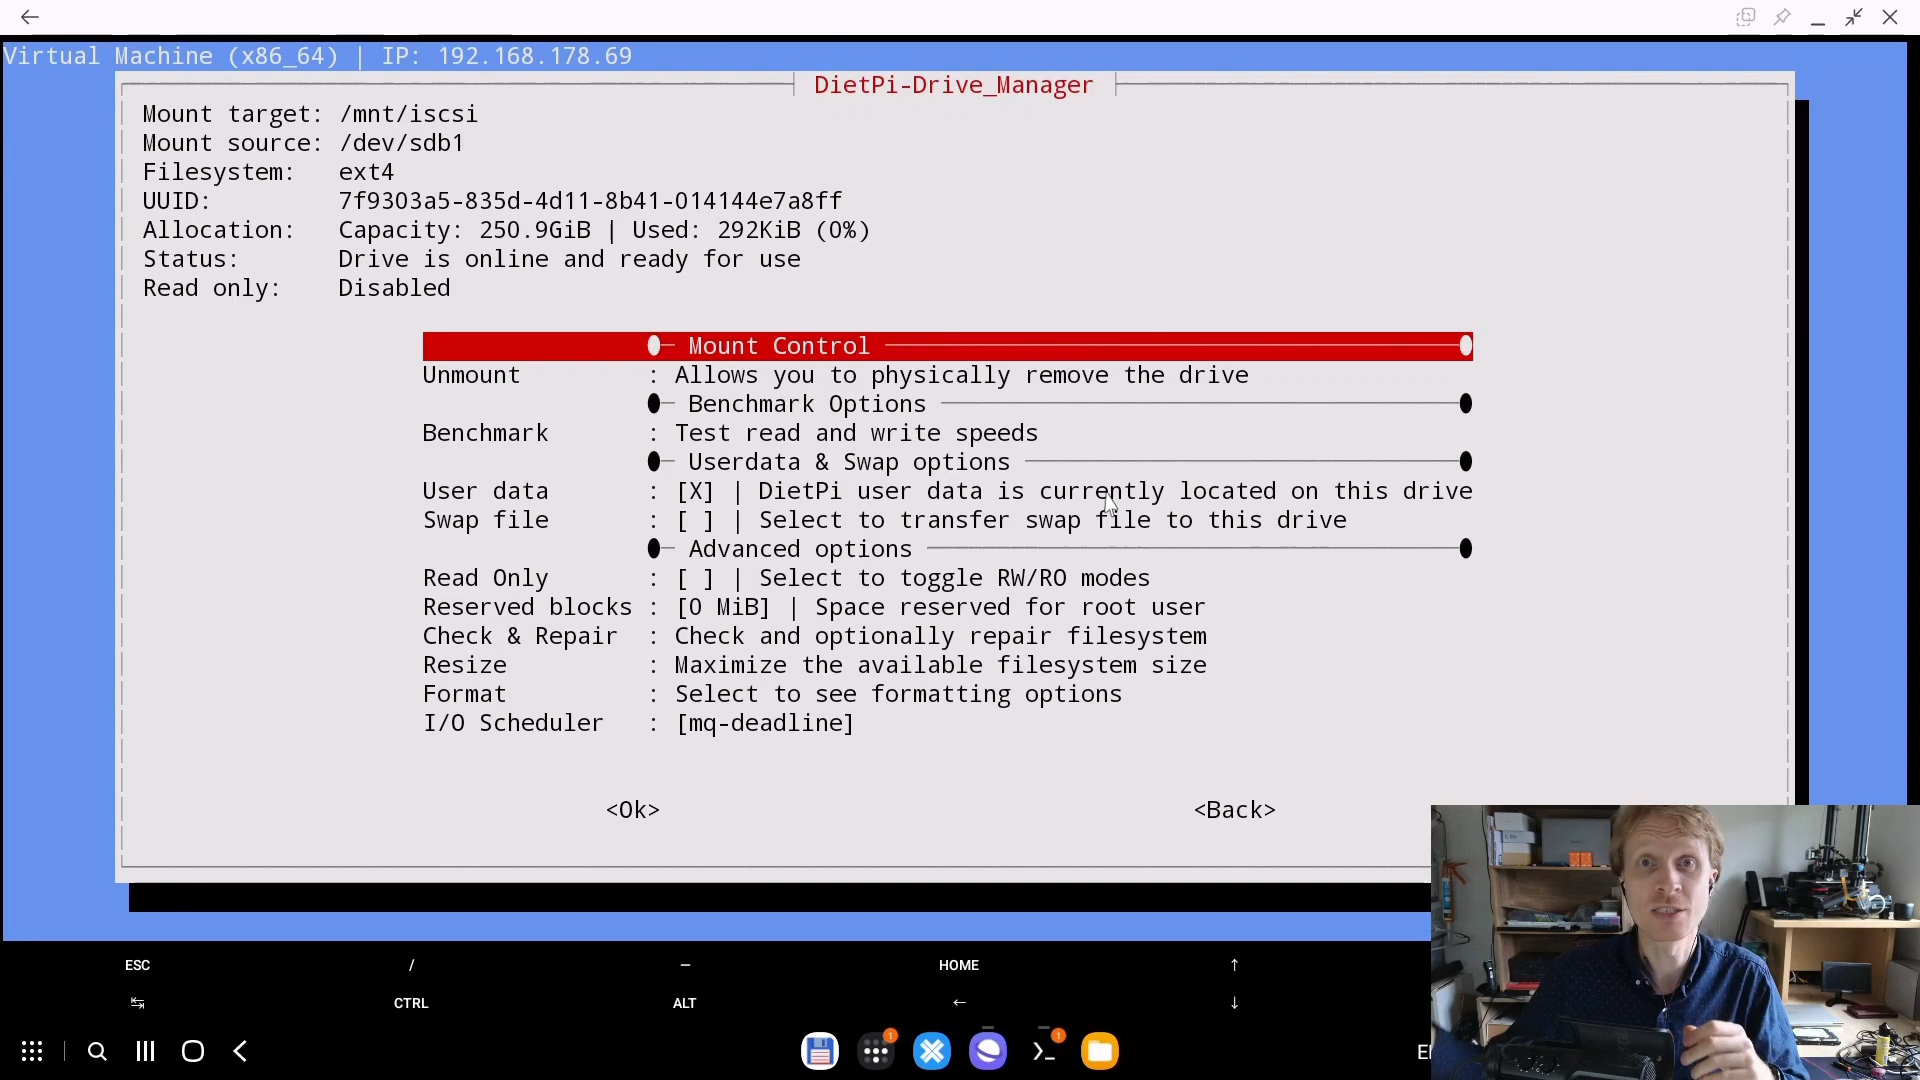 Virtual Machine (x86_64) | IP: 192.168.178.69
DietPi-Drive_Manager
Mount target: /mnt/iscsi
Mount source: /dev/sdb1
Filesystem: ext4
UUID: 7f9303a5-835d-4d11-8b41-014144e7a8ff
Allocation: Capacity: 250.9GiB | Used: 292KiB (0%)
Status: Drive is online and ready for use
Read only: Disabled
Mount Control
Unmount : Allows you to physically remove the drive
Benchmark Options
Benchmark : Test read and write speeds
Userdata & Swap options
User data : [X] | DietPi user data is currently located on this drive
Swap file : [ ] | Select to transfer swap file to this drive
Advanced options
Read Only : [ ] | Select to toggle RW/RO modes
Reserved blocks : [0 MiB] | Space reserved for root user
Check & Repair : Check and optionally repair filesystem
Resize : Maximize the available filesystem size
Format : Select to see formatting options
I/O Scheduler : [mq-deadline]
<Ok> <Back>
ESC / – HOME ↑
↹ CTRL ALT ← ↓
1 1